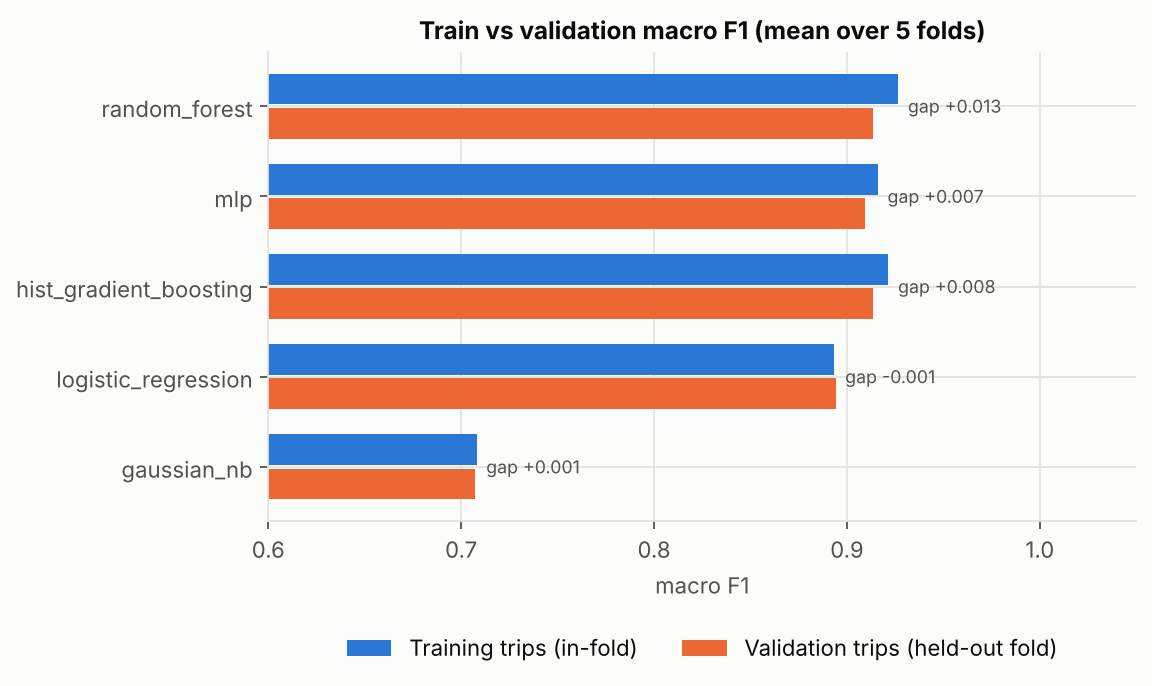 Train vs validation macro F1 (mean over 5 folds)
random_forest
gap +0.013
mlp
gap +0.007
hist_gradient_boosting
gap +0.008
logistic_regression
gap -0.001
gaussian_nb
gap +0.001
0.6 0.7 0.8 0.9 1.0
macro F1
Training trips (in-fold) Validation trips (held-out fold)